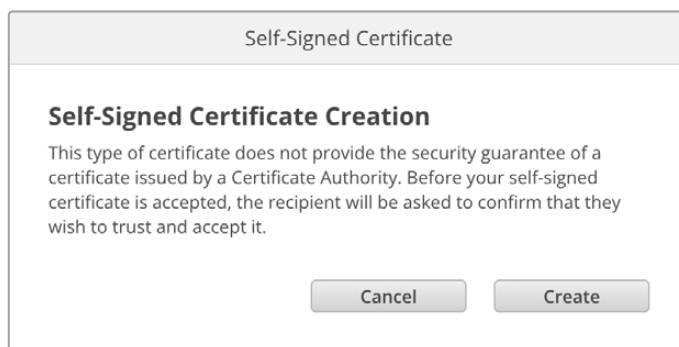 Self-Signed Certificate
Self-Signed Certificate Creation
This type of certificate does not provide the security guarantee of a
certificate issued by a Certificate Authority. Before your self-signed
certificate is accepted, the recipient will be asked to confirm that they
wish to trust and accept it.
Cancel
Create